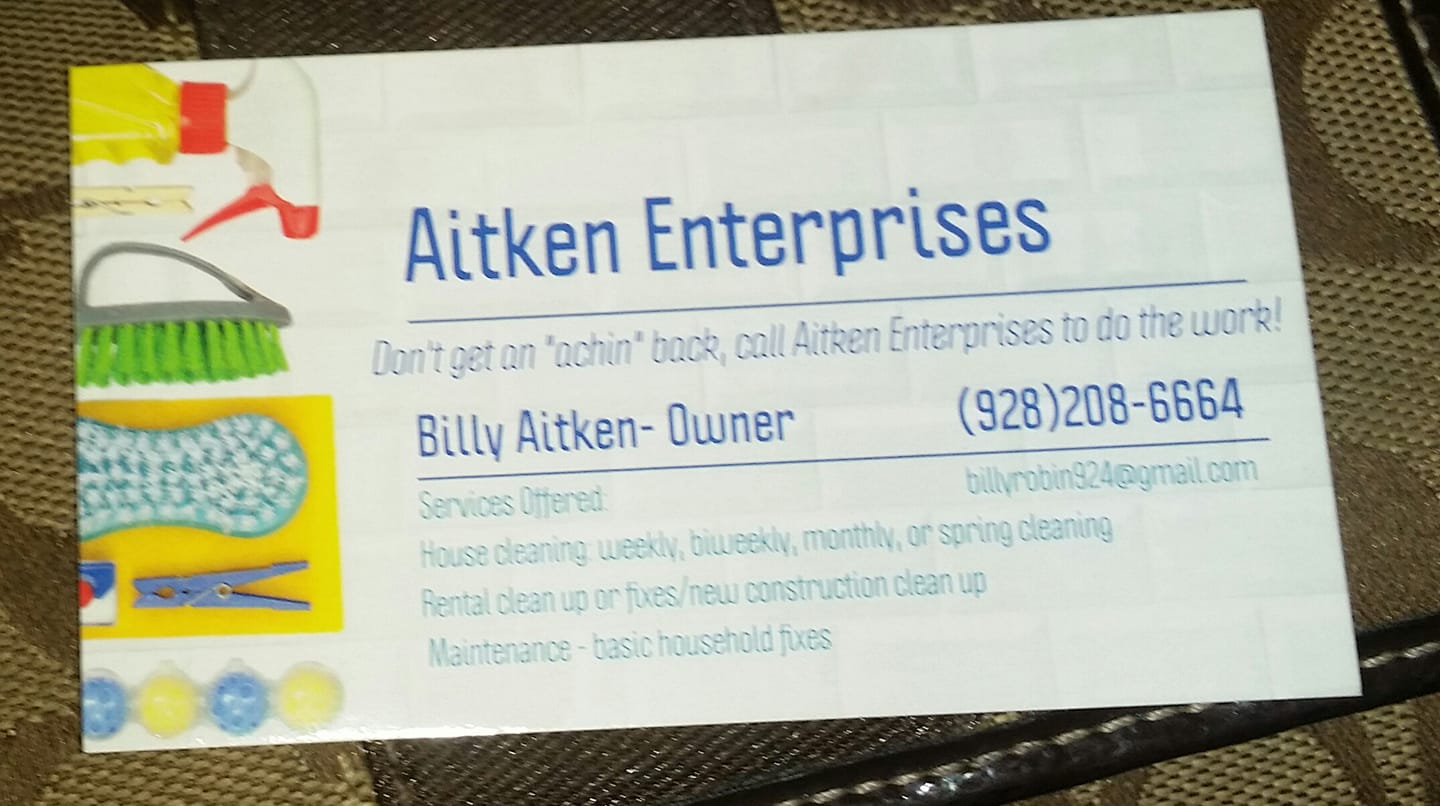 Aitken Enterprises
Don't get an "achin" back, call Aitken Enterprises to do the work!
Billy Aitken- Owner (928)208-6664
billyrobin924@gmail.com
Services Offered:
House cleaning: weekly, biweekly, monthly, or spring cleaning
Rental clean up or fixes/new construction clean up
Maintenance - basic household fixes